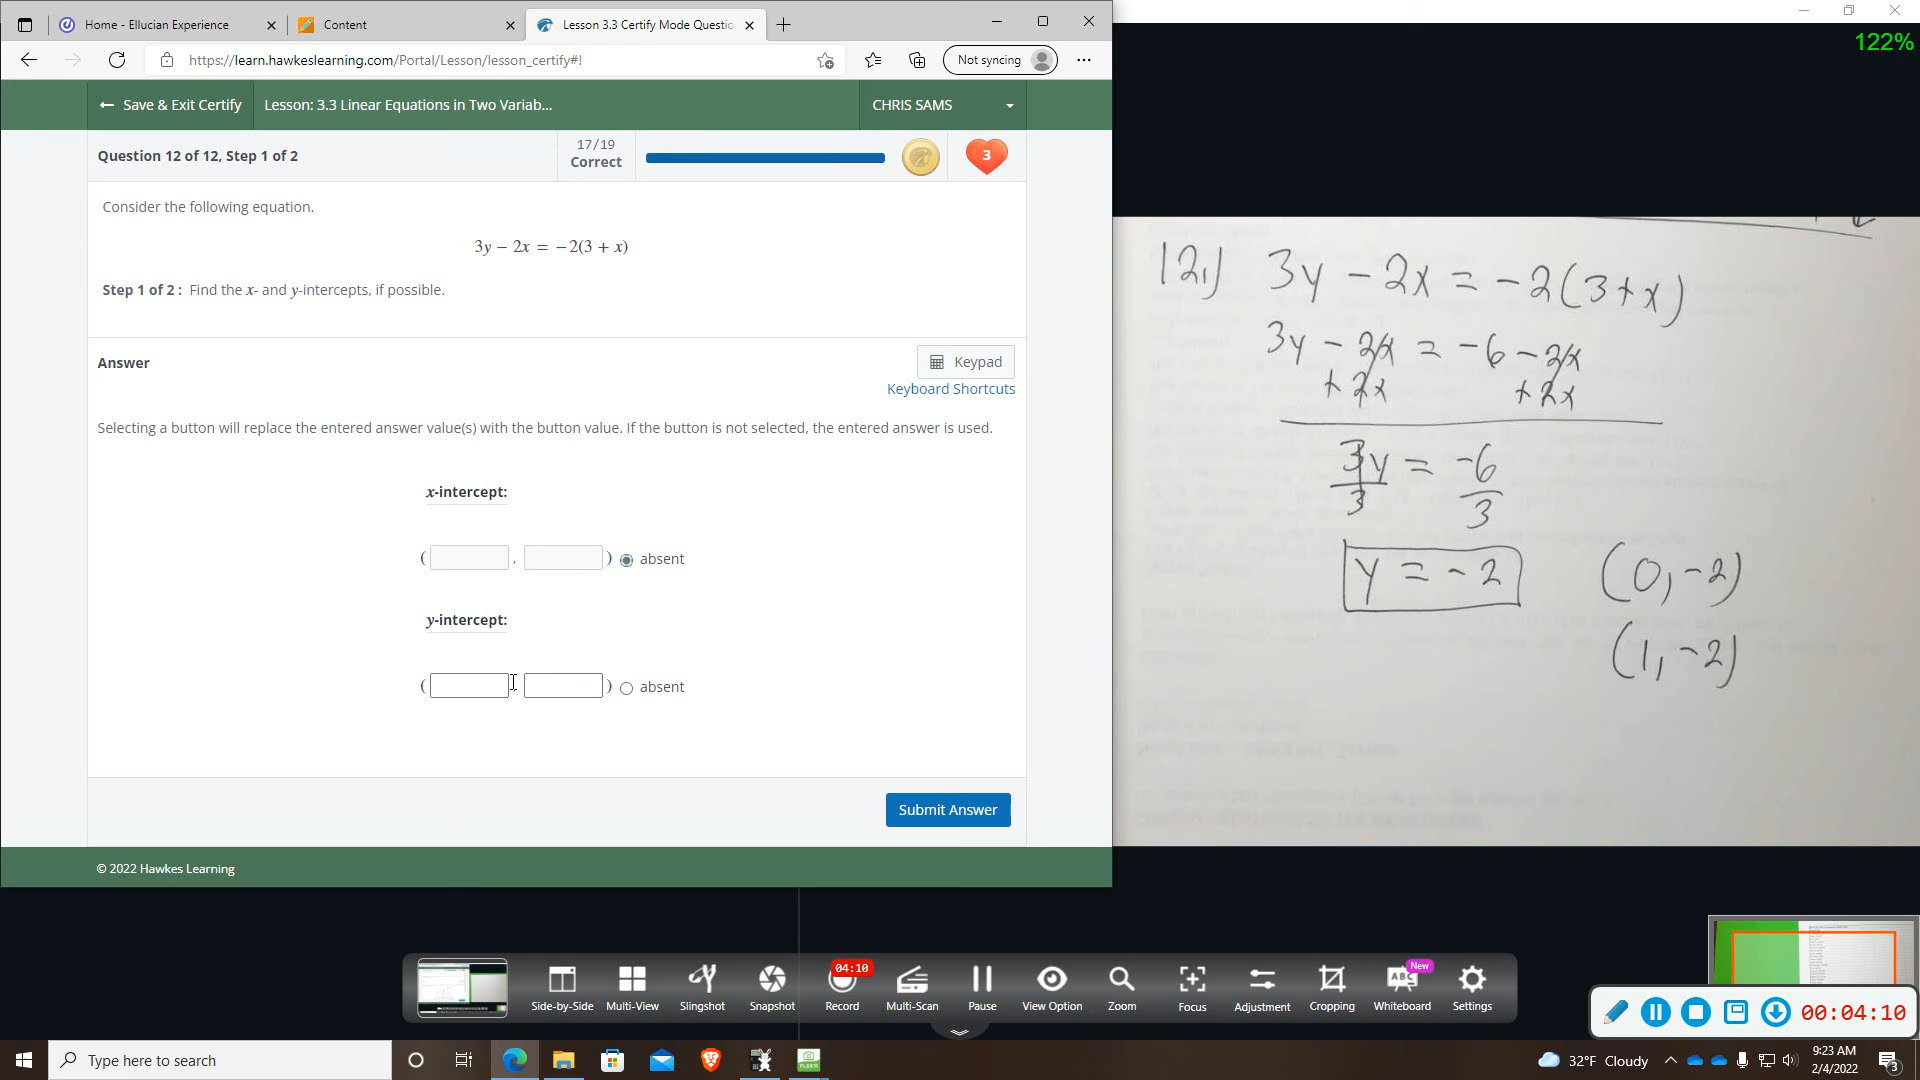 Home - Ellucian Experience
Content
Lesson 3.3 Certify Mode Questio
122%
https://learn.hawkeslearning.com/Portal/Lesson/lesson_certify#!
Not syncing
← Save & Exit Certify
Lesson: 3.3 Linear Equations in Two Variab...
CHRIS SAMS
Question 12 of 12, Step 1 of 2
17/19
Correct
3
Consider the following equation.
3y − 2x = −2(3 + x)
Step 1 of 2 : Find the x- and y-intercepts, if possible.
Answer
Keypad
Keyboard Shortcuts
Selecting a button will replace the entered answer value(s) with the button value. If the button is not selected, the entered answer is used.
x-intercept:
( , ) absent
y-intercept:
( ) absent
Submit Answer
© 2022 Hawkes Learning
12.) 3y - 2x = -2(3+x)
3y - 2x = -6 - 2x
+ 2x + 2x
3y = -6
3 3
y = -2 (0, -2)
(1, -2)
04:10
New
ABC
Side-by-Side
Multi-View
Slingshot
Snapshot
Record
Multi-Scan
Pause
View Option
Zoom
Focus
Adjustment
Cropping
Whiteboard
Settings
00:04:10
Type here to search
32°F Cloudy
9:23 AM
2/4/2022
3